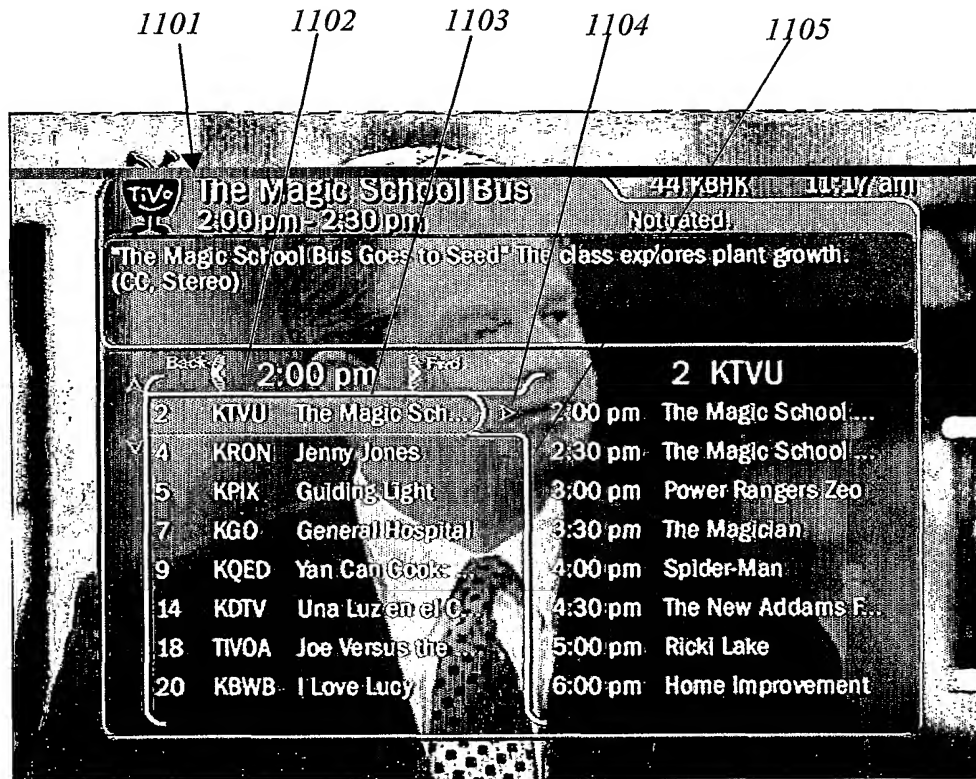 1101 1102 1103 1104 1105
TiVo The Magic School Bus 44 KBHK 11:17 am
2:00 pm - 2:30 pm Not rated
"The Magic School Bus Goes to Seed" The class explores plant growth.
(CC, Stereo)
Back 2:00 pm Fwd 2 KTVU
2 KTVU The Magic Sch... 2:00 pm The Magic School ...
4 KRON Jenny Jones 2:30 pm The Magic School ...
5 KPIX Guiding Light 3:00 pm Power Rangers Zeo
7 KGO General Hospital 3:30 pm The Magician
9 KQED Yan Can Cook: ... 4:00 pm Spider-Man
14 KDTV Una Luz en el C... 4:30 pm The New Addams F...
18 TIVOA Joe Versus the ... 5:00 pm Ricki Lake
20 KBWB I Love Lucy 6:00 pm Home Improvement